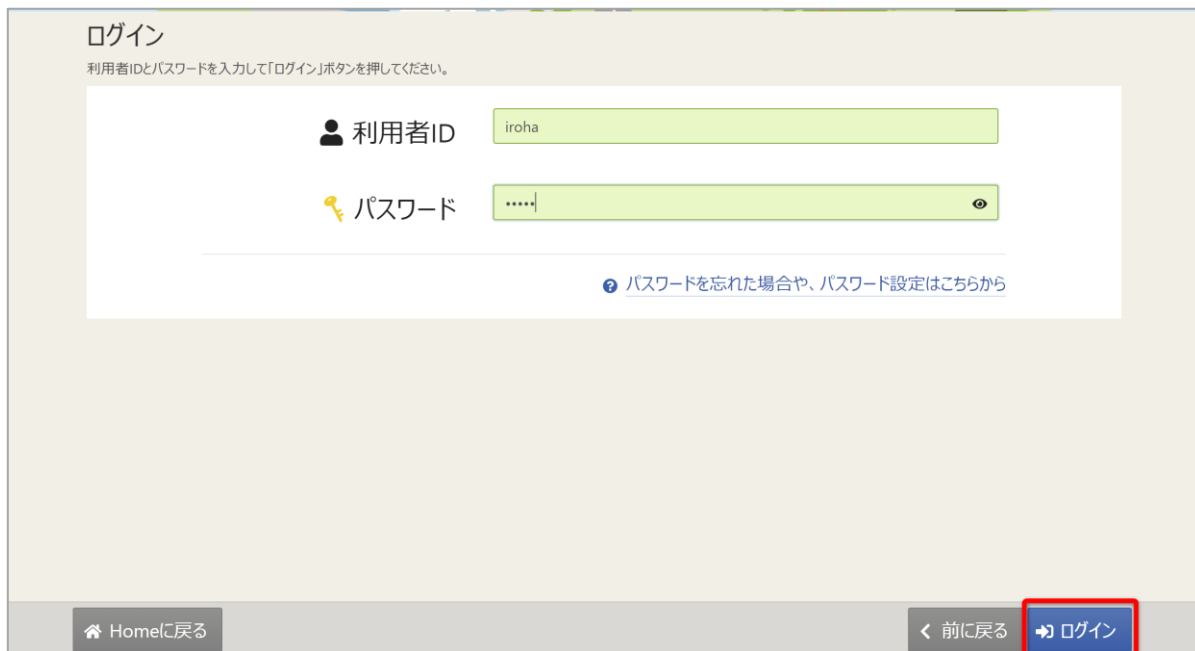 ログイン
利用者IDとパスワードを入力して「ログイン」ボタンを押してください。
利用者ID
iroha
パスワード
•••••
パスワードを忘れた場合や、パスワード設定はこちらから
Homeに戻る
前に戻る
ログイン